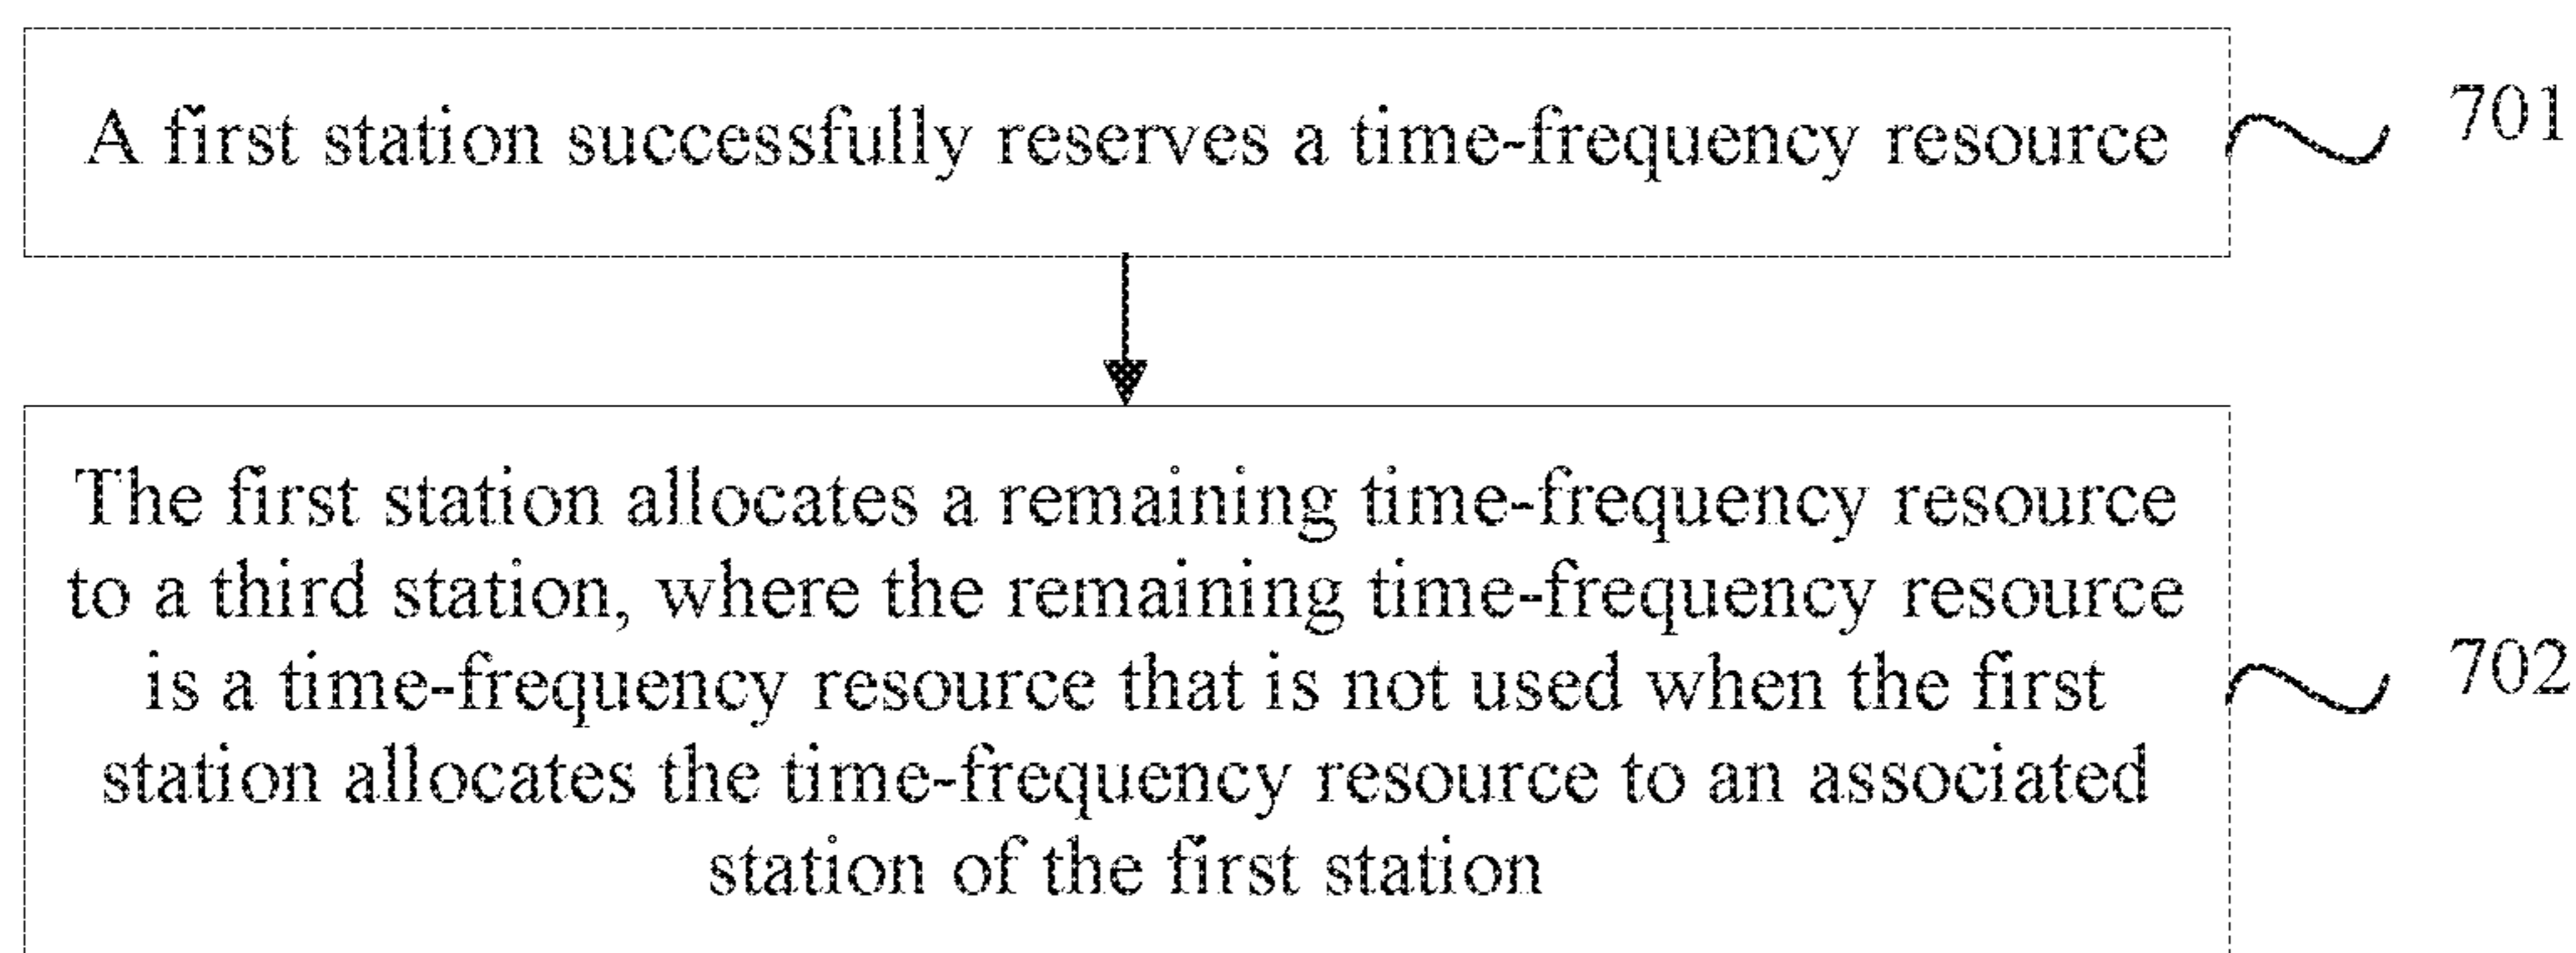 A first station successfully reserves a time-frequency resource
701
The first station allocates a remaining time-frequency resource
to a third station, where the remaining time-frequency resource
is a time-frequency resource that is not used when the first
station allocates the time-frequency resource to an associated
station of the first station
702